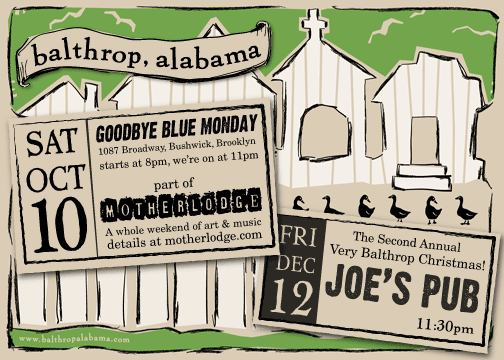 balthrop, alabama
SAT
OCT
10
GOODBYE BLUE MONDAY
1087 Broadway, Bushwick, Brooklyn
starts at 8pm, we're on at 11pm
part of
MOTHERLODGE
A whole weekend of art & music
details at motherlodge.com
FRI
DEC
12
The Second Annual
Very Balthrop Christmas!
JOE'S PUB
11:30pm
www.balthropalabama.com